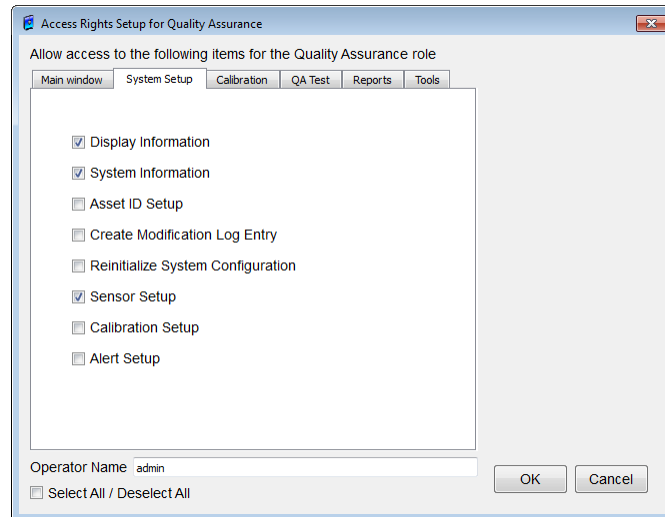 Access Rights Setup for Quality Assurance
Allow access to the following items for the Quality Assurance role
Main window System Setup Calibration QA Test Reports Tools
Display Information
System Information
Asset ID Setup
Create Modification Log Entry
Reinitialize System Configuration
Sensor Setup
Calibration Setup
Alert Setup
Operator Name admin
OK Cancel
Select All / Deselect All